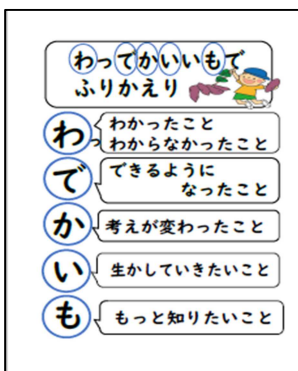 わってかいいもで
ふりかえり
わっ
わかったこと
わからなかったこと
で
できるように
なったこと
か
考えが変わったこと
い
生かしていきたいこと
も
もっと知りたいこと